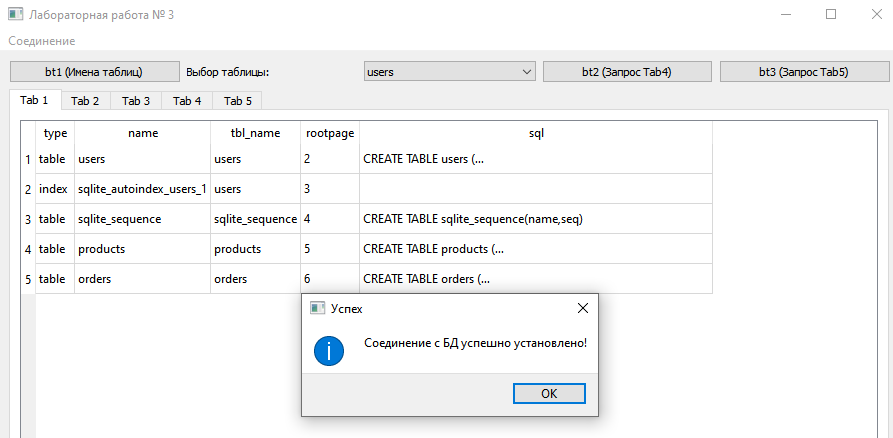 Лабораторная работа № 3
Соединение
bt1 (Имена таблиц) Выбор таблицы: users bt2 (Запрос Tab4) bt3 (Запрос Tab5)
Tab 1 Tab 2 Tab 3 Tab 4 Tab 5
type name tbl_name rootpage sql
1 table users users 2 CREATE TABLE users (...
2 index sqlite_autoindex_users_1 users 3
3 table sqlite_sequence sqlite_sequence 4 CREATE TABLE sqlite_sequence(name,seq)
4 table products products 5 CREATE TABLE products (...
5 table orders orders 6 CREATE TABLE orders (...
Успех
Соединение с БД успешно установлено!
OK